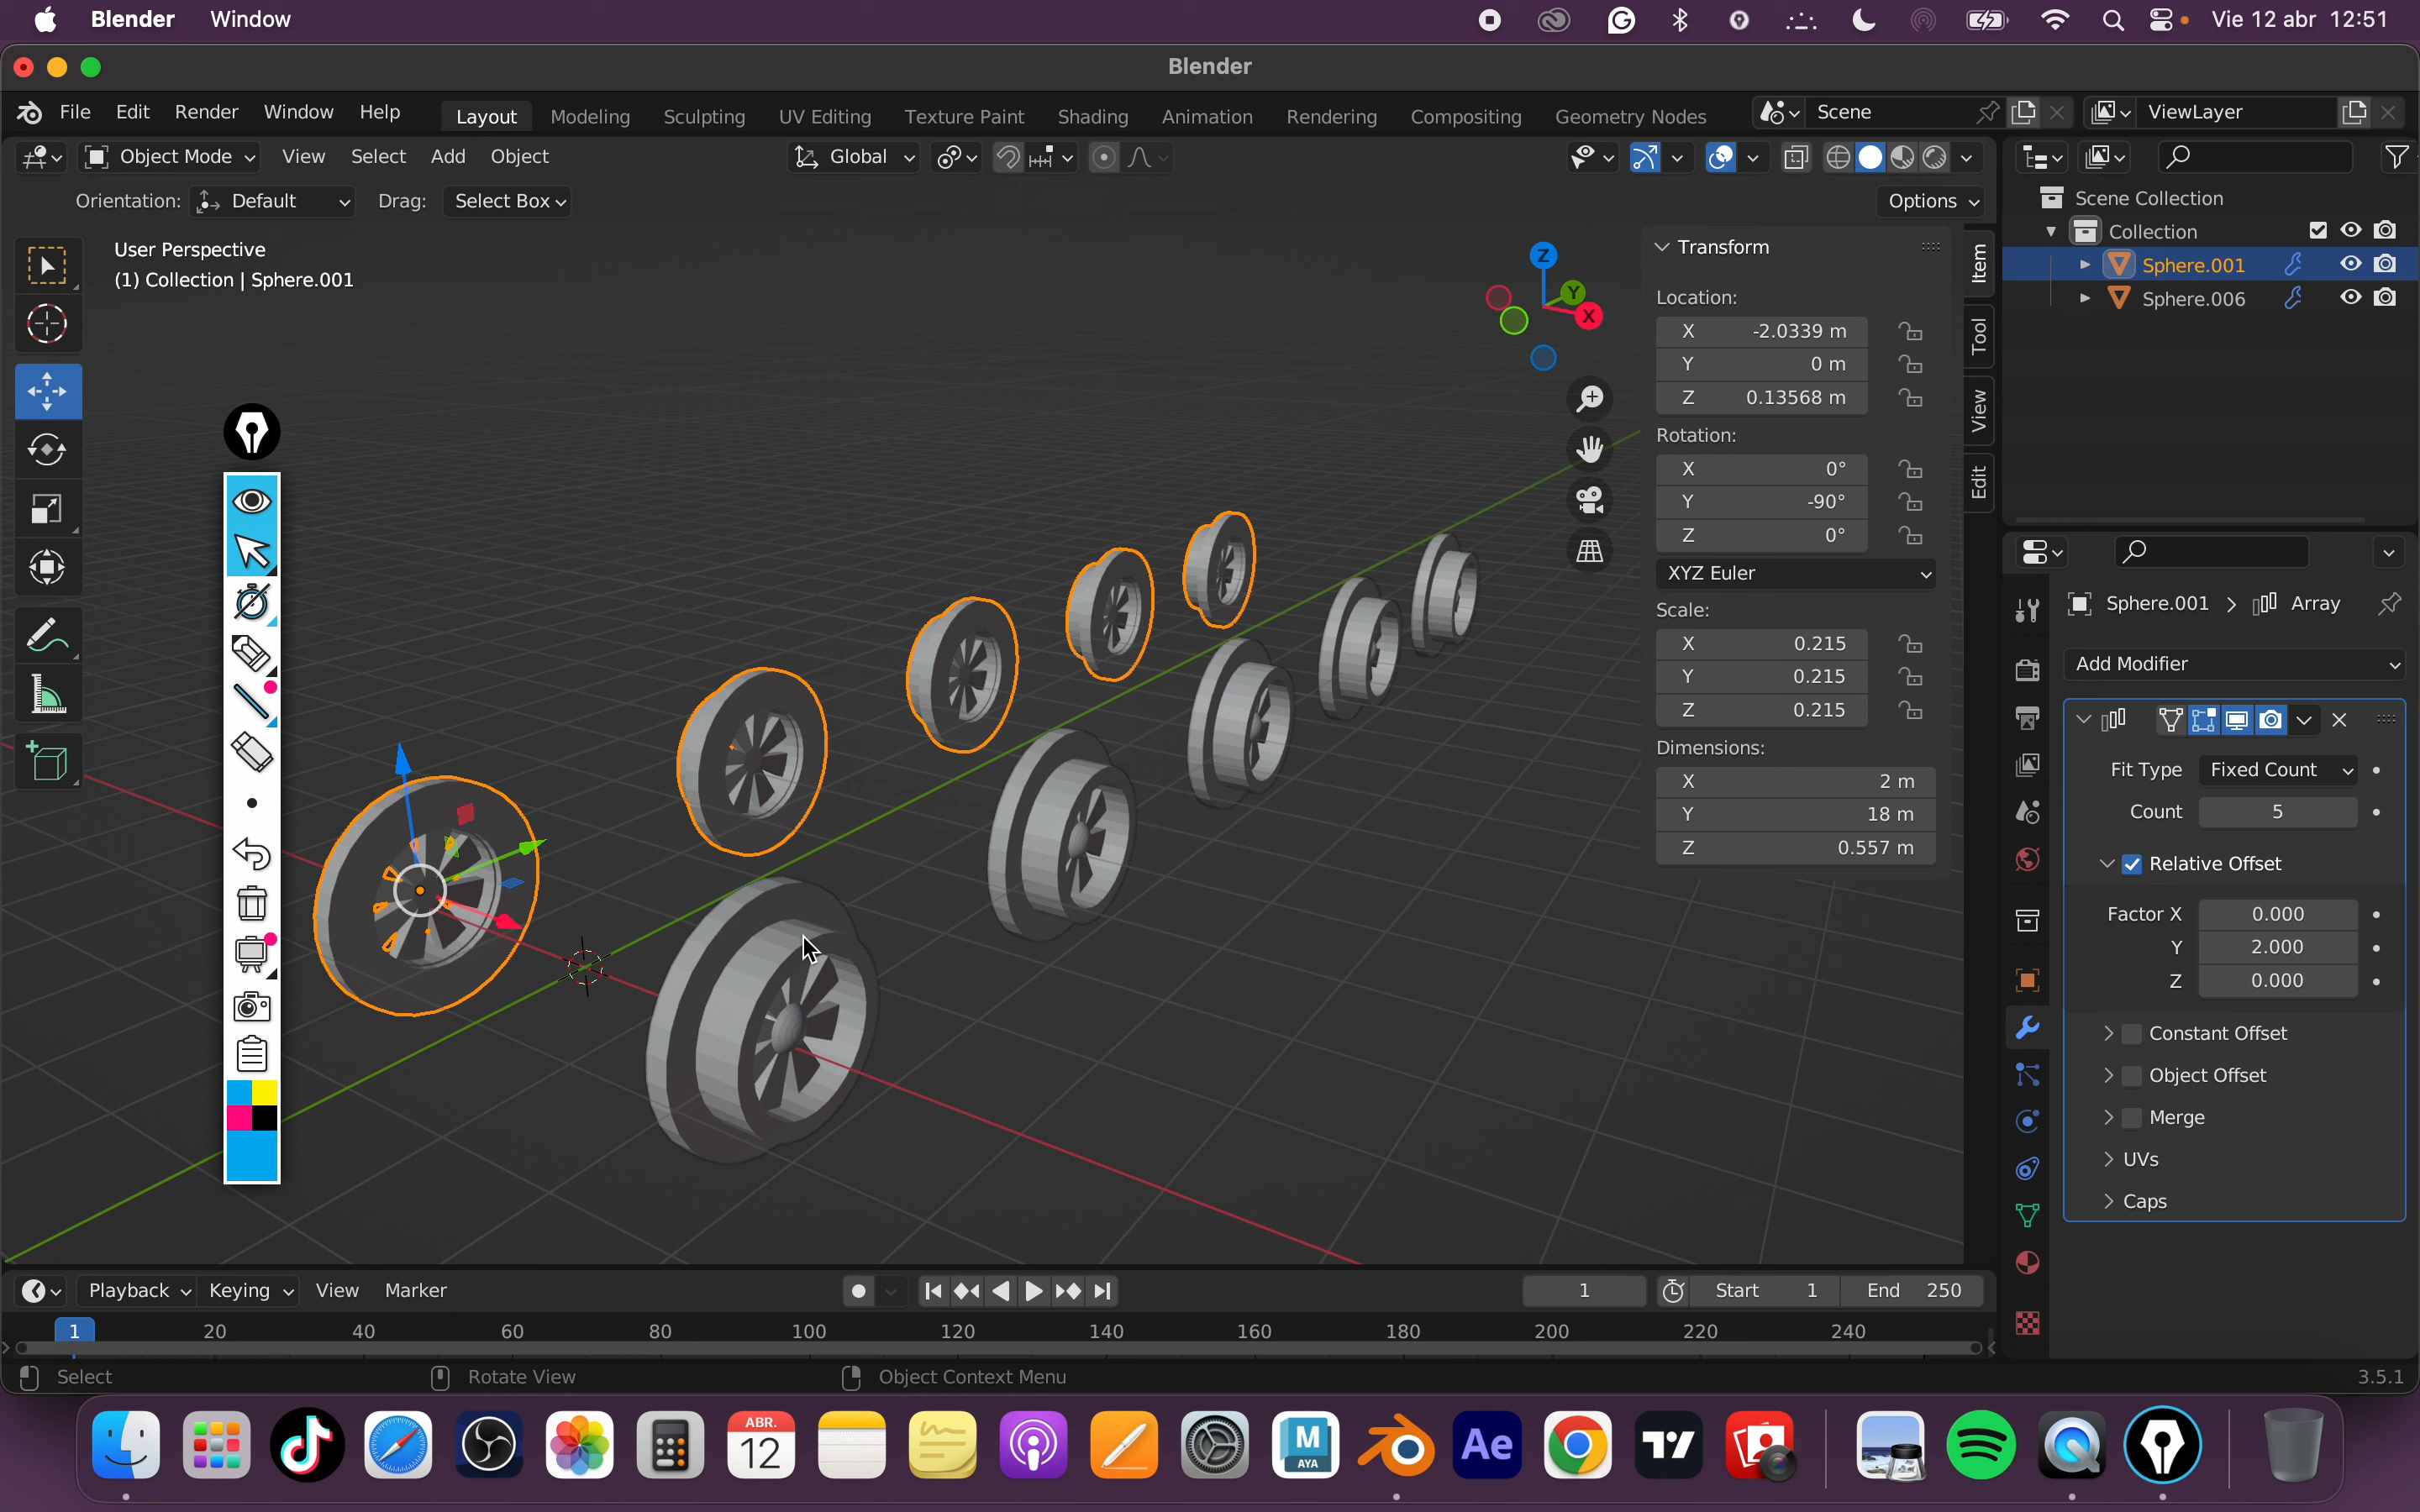 Blender Window Vie 12 abr 12:51
Blender
File Edit Render Window Help Layout Modeling Sculpting UV Editing Texture Paint Shading Animation Rendering Compositing Geometry Nodes Scene ViewLayer
Object Mode View Select Add Object Global
Orientation: Default Drag: Select Box Options
User Perspective
(1) Collection | Sphere.001
Z
Y
X
Transform
Location:
X -2.0339 m
Y 0 m
Z 0.13568 m
Rotation:
X 0°
Y -90°
Z 0°
XYZ Euler
Scale:
X 0.215
Y 0.215
Z 0.215
Dimensions:
X 2 m
Y 18 m
Z 0.557 m
Item
Tool
View
Edit
Scene Collection
Collection
Sphere.001
Sphere.006
Sphere.001 > Array
Add Modifier
Fit Type Fixed Count
Count 5
Relative Offset
Factor X 0.000
Y 2.000
Z 0.000
Constant Offset
Object Offset
Merge
UVs
Caps
Playback Keying View Marker 1 Start 1 End 250
1 20 40 60 80 100 120 140 160 180 200 220 240
Select Rotate View Object Context Menu 3.5.1
ABR.
12
M
AYA
Ae